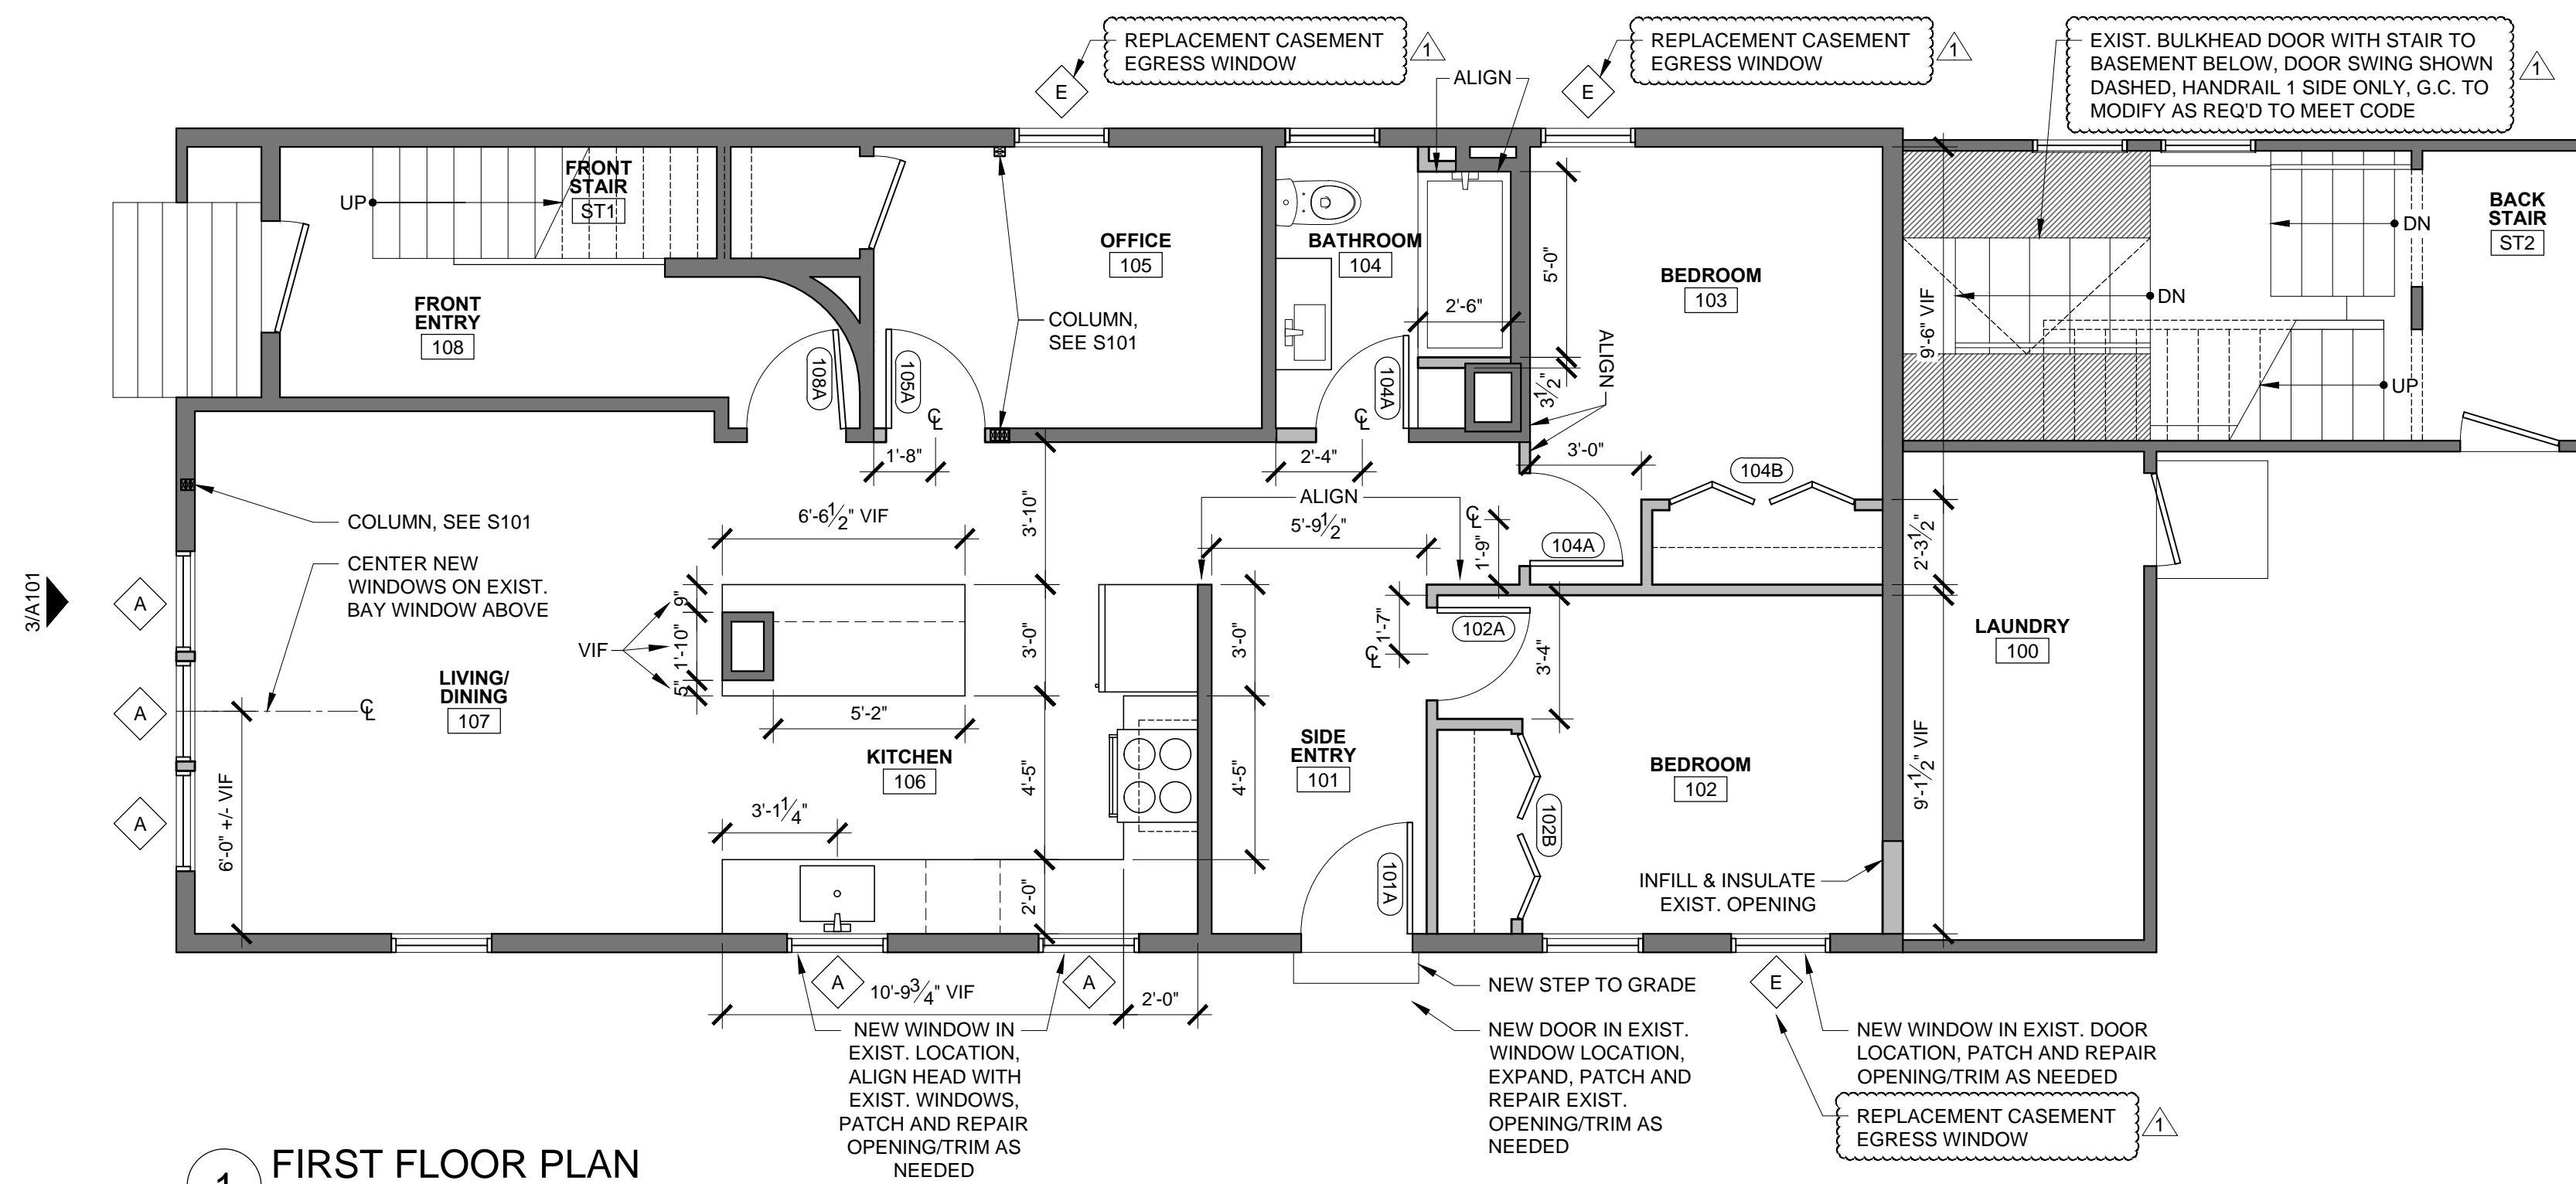 REPLACEMENT CASEMENT
EGRESS WINDOW
1
E
ALIGN
REPLACEMENT CASEMENT
EGRESS WINDOW
1
E
EXIST. BULKHEAD DOOR WITH STAIR TO
BASEMENT BELOW, DOOR SWING SHOWN
DASHED, HANDRAIL 1 SIDE ONLY, G.C. TO
MODIFY AS REQ'D TO MEET CODE
1
FRONT
STAIR
ST1
UP
OFFICE
105
BATHROOM
104
5'-0"
2'-6"
BEDROOM
103
9'-6" VIF
DN
DN
UP
BACK
STAIR
ST2
FRONT
ENTRY
108
COLUMN,
SEE S101
108A
105A
104A
3 1/2"
ALIGN
℄
℄
1'-8"
2'-4"
3'-0"
104B
3'-10"
ALIGN
5'-9 1/2"
℄
1'-9"
104A
2'-3 1/2"
COLUMN, SEE S101
6'-6 1/2" VIF
CENTER NEW
WINDOWS ON EXIST.
BAY WINDOW ABOVE
3/A101
A
A
A
VIF
9"
1'-10"
5"
3'-0"
3'-0"
1'-7"
℄
102A
3'-4"
LAUNDRY
100
LIVING/
DINING
107
℄
5'-2"
KITCHEN
106
SIDE
ENTRY
101
BEDROOM
102
6'-0" +/- VIF
3'-1 1/4"
4'-5"
4'-5"
102B
9'-1 1/2" VIF
2'-0"
101A
INFILL & INSULATE
EXIST. OPENING
A
10'-9 3/4" VIF
A
2'-0"
E
NEW STEP TO GRADE
NEW WINDOW IN
EXIST. LOCATION,
ALIGN HEAD WITH
EXIST. WINDOWS,
PATCH AND REPAIR
OPENING/TRIM AS
NEEDED
NEW DOOR IN EXIST.
WINDOW LOCATION,
EXPAND, PATCH AND
REPAIR EXIST.
OPENING/TRIM AS
NEEDED
NEW WINDOW IN EXIST. DOOR
LOCATION, PATCH AND REPAIR
OPENING/TRIM AS NEEDED
REPLACEMENT CASEMENT
EGRESS WINDOW
1
1
FIRST FLOOR PLAN